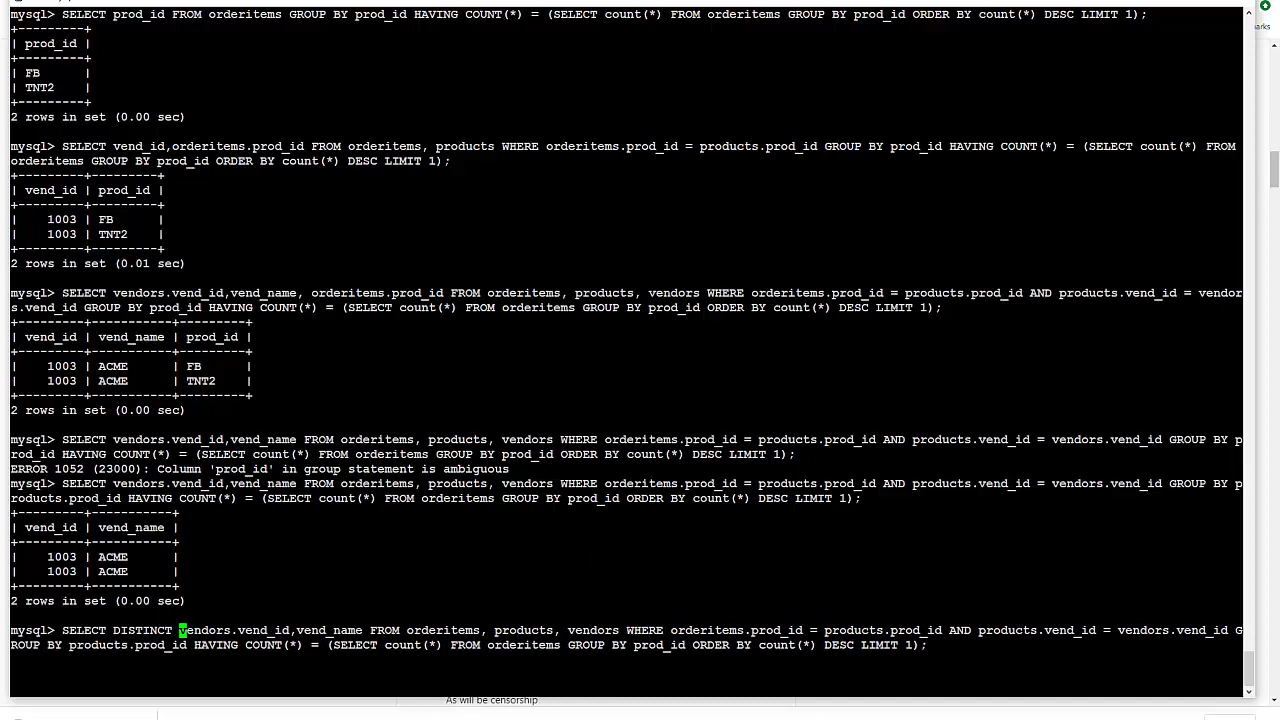 mysql> SELECT prod_id FROM orderitems GROUP BY prod_id HAVING COUNT(*) = (SELECT count(*) FROM orderitems GROUP BY prod_id ORDER BY count(*) DESC LIMIT 1);
+---------+
| prod_id |
+---------+
| FB      |
| TNT2    |
+---------+
2 rows in set (0.00 sec)
mysql> SELECT vend_id,orderitems.prod_id FROM orderitems, products WHERE orderitems.prod_id = products.prod_id GROUP BY prod_id HAVING COUNT(*) = (SELECT count(*) FROM
orderitems GROUP BY prod_id ORDER BY count(*) DESC LIMIT 1);
+---------+---------+
| vend_id | prod_id |
+---------+---------+
|    1003 | FB      |
|    1003 | TNT2    |
+---------+---------+
2 rows in set (0.01 sec)
mysql> SELECT vendors.vend_id,vend_name, orderitems.prod_id FROM orderitems, products, vendors WHERE orderitems.prod_id = products.prod_id AND products.vend_id = vendor
s.vend_id GROUP BY prod_id HAVING COUNT(*) = (SELECT count(*) FROM orderitems GROUP BY prod_id ORDER BY count(*) DESC LIMIT 1);
+---------+-----------+---------+
| vend_id | vend_name | prod_id |
+---------+-----------+---------+
|    1003 | ACME      | FB      |
|    1003 | ACME      | TNT2    |
+---------+-----------+---------+
2 rows in set (0.00 sec)
mysql> SELECT vendors.vend_id,vend_name FROM orderitems, products, vendors WHERE orderitems.prod_id = products.prod_id AND products.vend_id = vendors.vend_id GROUP BY p
rod_id HAVING COUNT(*) = (SELECT count(*) FROM orderitems GROUP BY prod_id ORDER BY count(*) DESC LIMIT 1);
ERROR 1052 (23000): Column 'prod_id' in group statement is ambiguous
mysql> SELECT vendors.vend_id,vend_name FROM orderitems, products, vendors WHERE orderitems.prod_id = products.prod_id AND products.vend_id = vendors.vend_id GROUP BY p
roducts.prod_id HAVING COUNT(*) = (SELECT count(*) FROM orderitems GROUP BY prod_id ORDER BY count(*) DESC LIMIT 1);
+---------+-----------+
| vend_id | vend_name |
+---------+-----------+
|    1003 | ACME      |
|    1003 | ACME      |
+---------+-----------+
2 rows in set (0.00 sec)
mysql> SELECT DISTINCT vendors.vend_id,vend_name FROM orderitems, products, vendors WHERE orderitems.prod_id = products.prod_id AND products.vend_id = vendors.vend_id G
ROUP BY products.prod_id HAVING COUNT(*) = (SELECT count(*) FROM orderitems GROUP BY prod_id ORDER BY count(*) DESC LIMIT 1);
As will be censorship